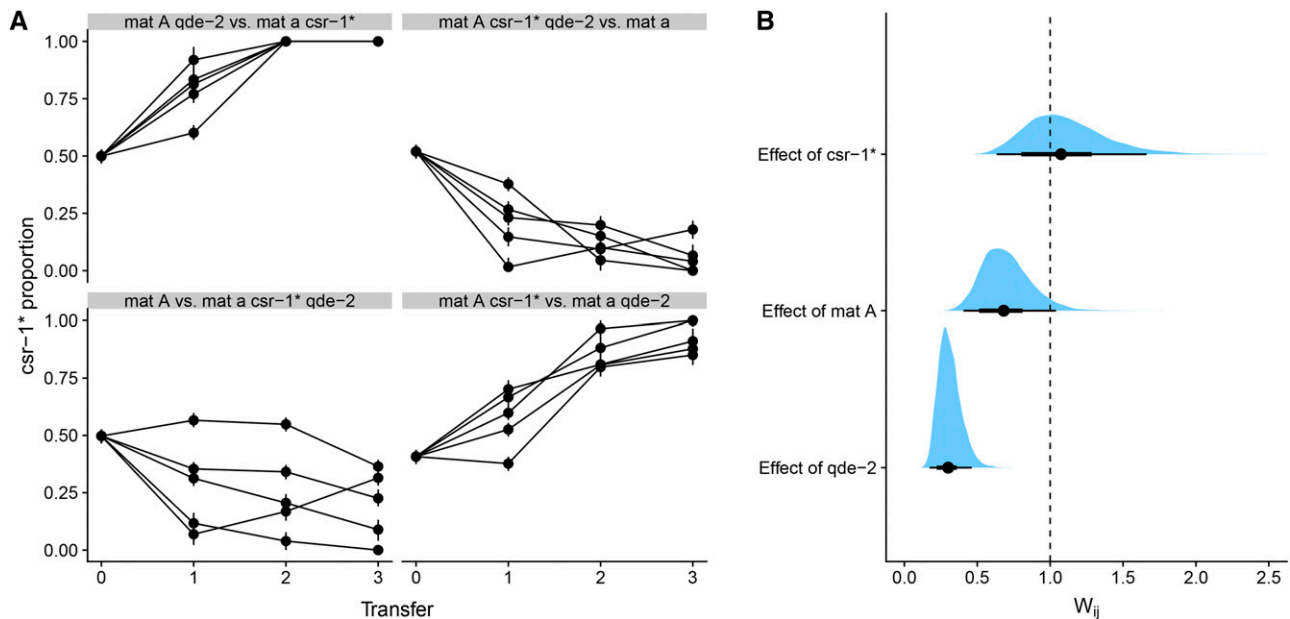 A
B
mat A qde-2 vs. mat a csr-1*
mat A csr-1* qde-2 vs. mat a
1.00
0.75
0.50
0.25
0.00
mat A vs. mat a csr-1* qde-2
mat A csr-1* vs. mat a qde-2
1.00
0.75
0.50
0.25
0.00
csr-1* proportion
0 1 2 3
0 1 2 3
Transfer
Effect of csr-1*
Effect of mat A
Effect of qde-2
0.0 0.5 1.0 1.5 2.0 2.5
Wij